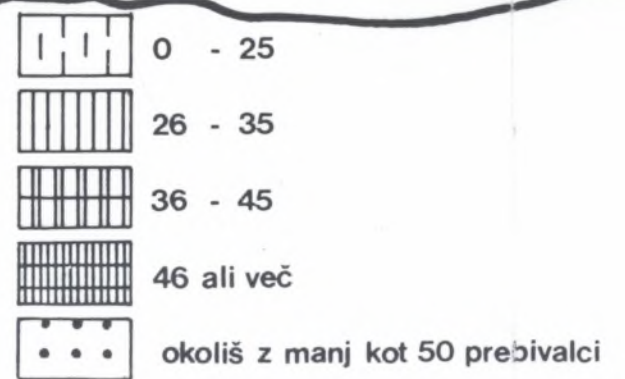 0 - 25
26 - 35
36 - 45
46 ali več
okoliš z manj kot 50 prebivalci